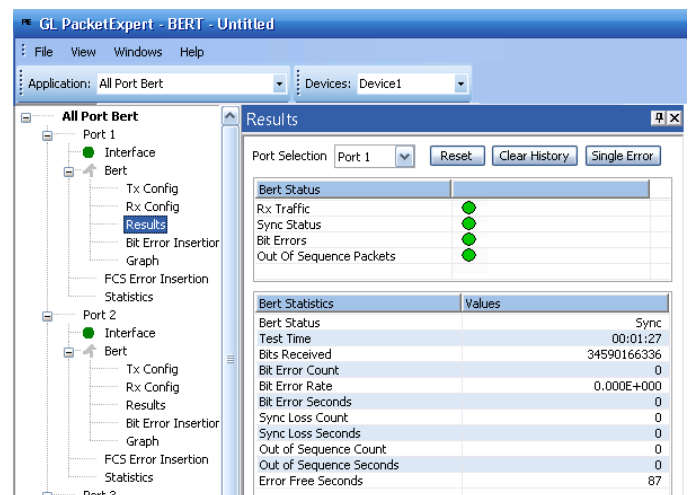 GL PacketExpert - BERT - Untitled
File View Windows Help
Application: All Port Bert Devices: Device1
All Port Bert
Port 1
Interface
Bert
Tx Config
Rx Config
Results
Bit Error Insertior
Graph
FCS Error Insertion
Statistics
Port 2
Interface
Bert
Tx Config
Rx Config
Results
Bit Error Insertior
Graph
FCS Error Insertion
Statistics
Port 3
Results
Port Selection Port 1 Reset Clear History Single Error
Bert Status
Rx Traffic
Sync Status
Bit Errors
Out Of Sequence Packets
Bert Statistics Values
Bert Status Sync
Test Time 00:01:27
Bits Received 34590166336
Bit Error Count 0
Bit Error Rate 0.000E+000
Bit Error Seconds 0
Sync Loss Count 0
Sync Loss Seconds 0
Out of Sequence Count 0
Out of Sequence Seconds 0
Error Free Seconds 87